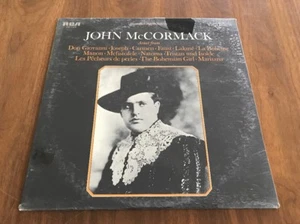 JOHN McCORMACK
Don Giovanni · Joseph · Carmen · Faust · Lakmé · La Bohème
Manon · Mefistofele · Natoma · Tristan und Isolde
Les Pêcheurs de perles · The Bohemian Girl · Maritana